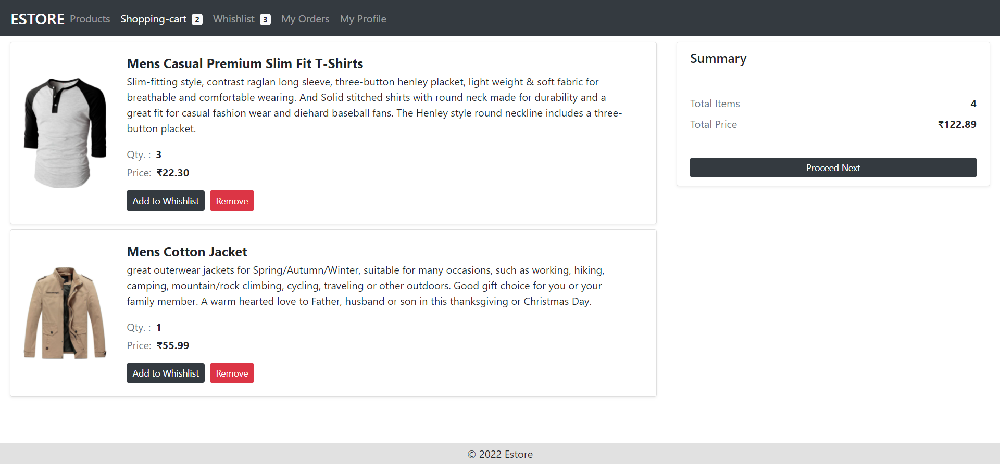 ESTORE Products Shopping-cart 2 Whishlist 3 My Orders My Profile
Mens Casual Premium Slim Fit T-Shirts
Slim-fitting style, contrast raglan long sleeve, three-button henley placket, light weight & soft fabric for
breathable and comfortable wearing. And Solid stitched shirts with round neck made for durability and a
great fit for casual fashion wear and diehard baseball fans. The Henley style round neckline includes a three-
button placket.
Qty. : 3
Price: ₹22.30
Add to Whishlist Remove
Mens Cotton Jacket
great outerwear jackets for Spring/Autumn/Winter, suitable for many occasions, such as working, hiking,
camping, mountain/rock climbing, cycling, traveling or other outdoors. Good gift choice for you or your
family member. A warm hearted love to Father, husband or son in this thanksgiving or Christmas Day.
Qty. : 1
Price: ₹55.99
Add to Whishlist Remove
Summary
Total Items 4
Total Price ₹122.89
Proceed Next
© 2022 Estore